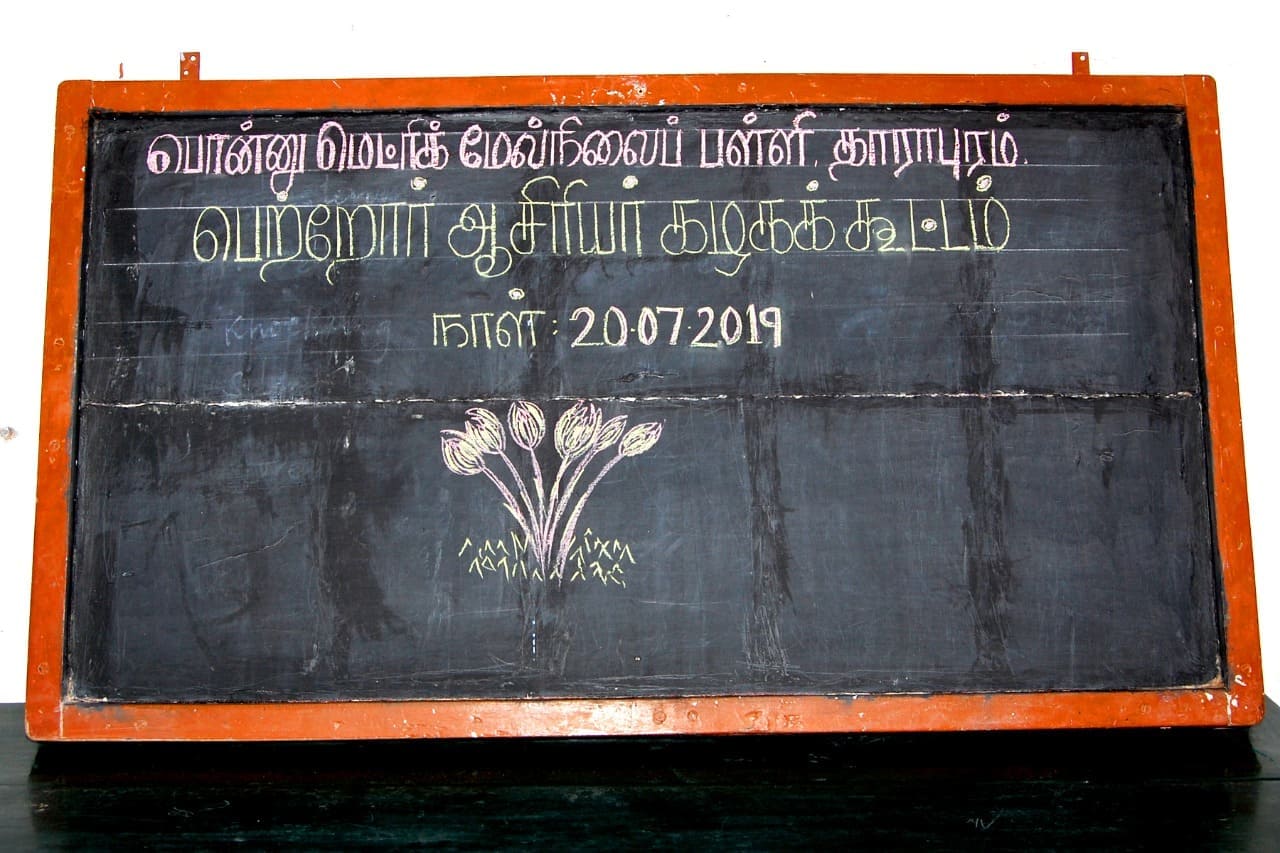 பொன்னு மெட்ரிக் மேல்நிலைப் பள்ளி, தாராபுரம்.
பெற்றோர் ஆசிரியர் கழகக் கூட்டம்
நாள் : 20.07.2019